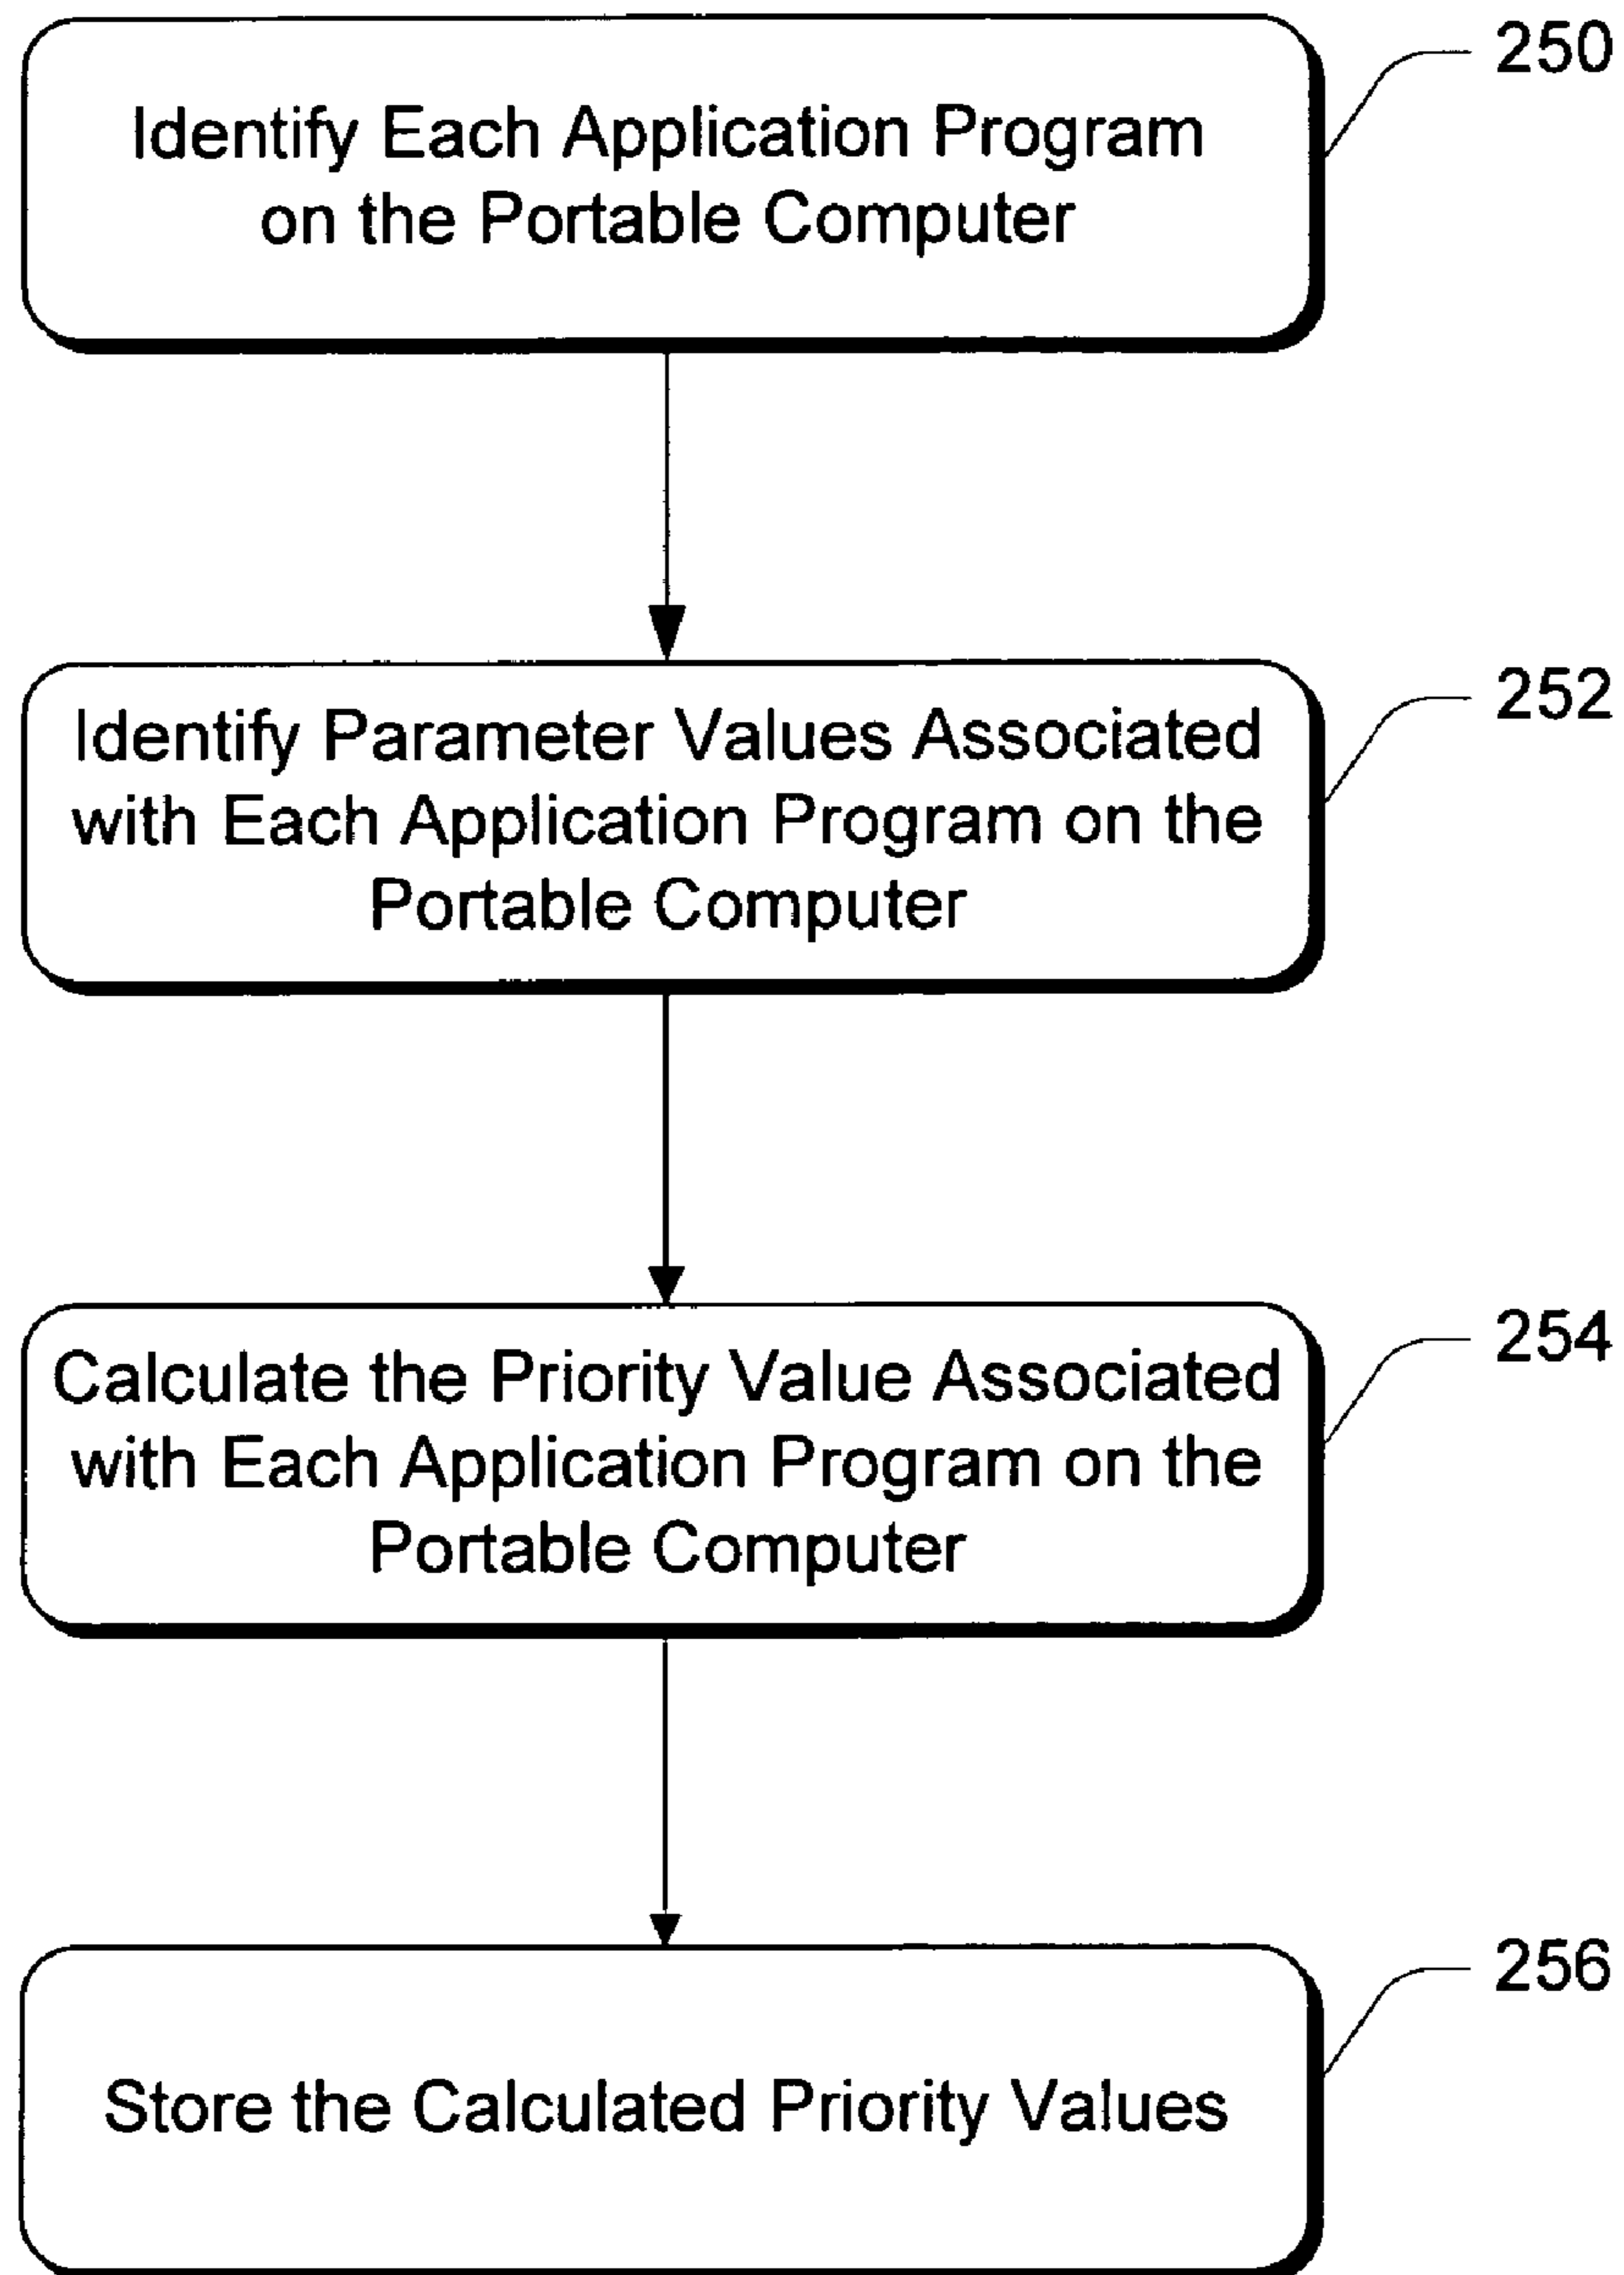 250
Identify Each Application Program
on the Portable Computer
252
Identify Parameter Values Associated
with Each Application Program on the
Portable Computer
254
Calculate the Priority Value Associated
with Each Application Program on the
Portable Computer
256
Store the Calculated Priority Values